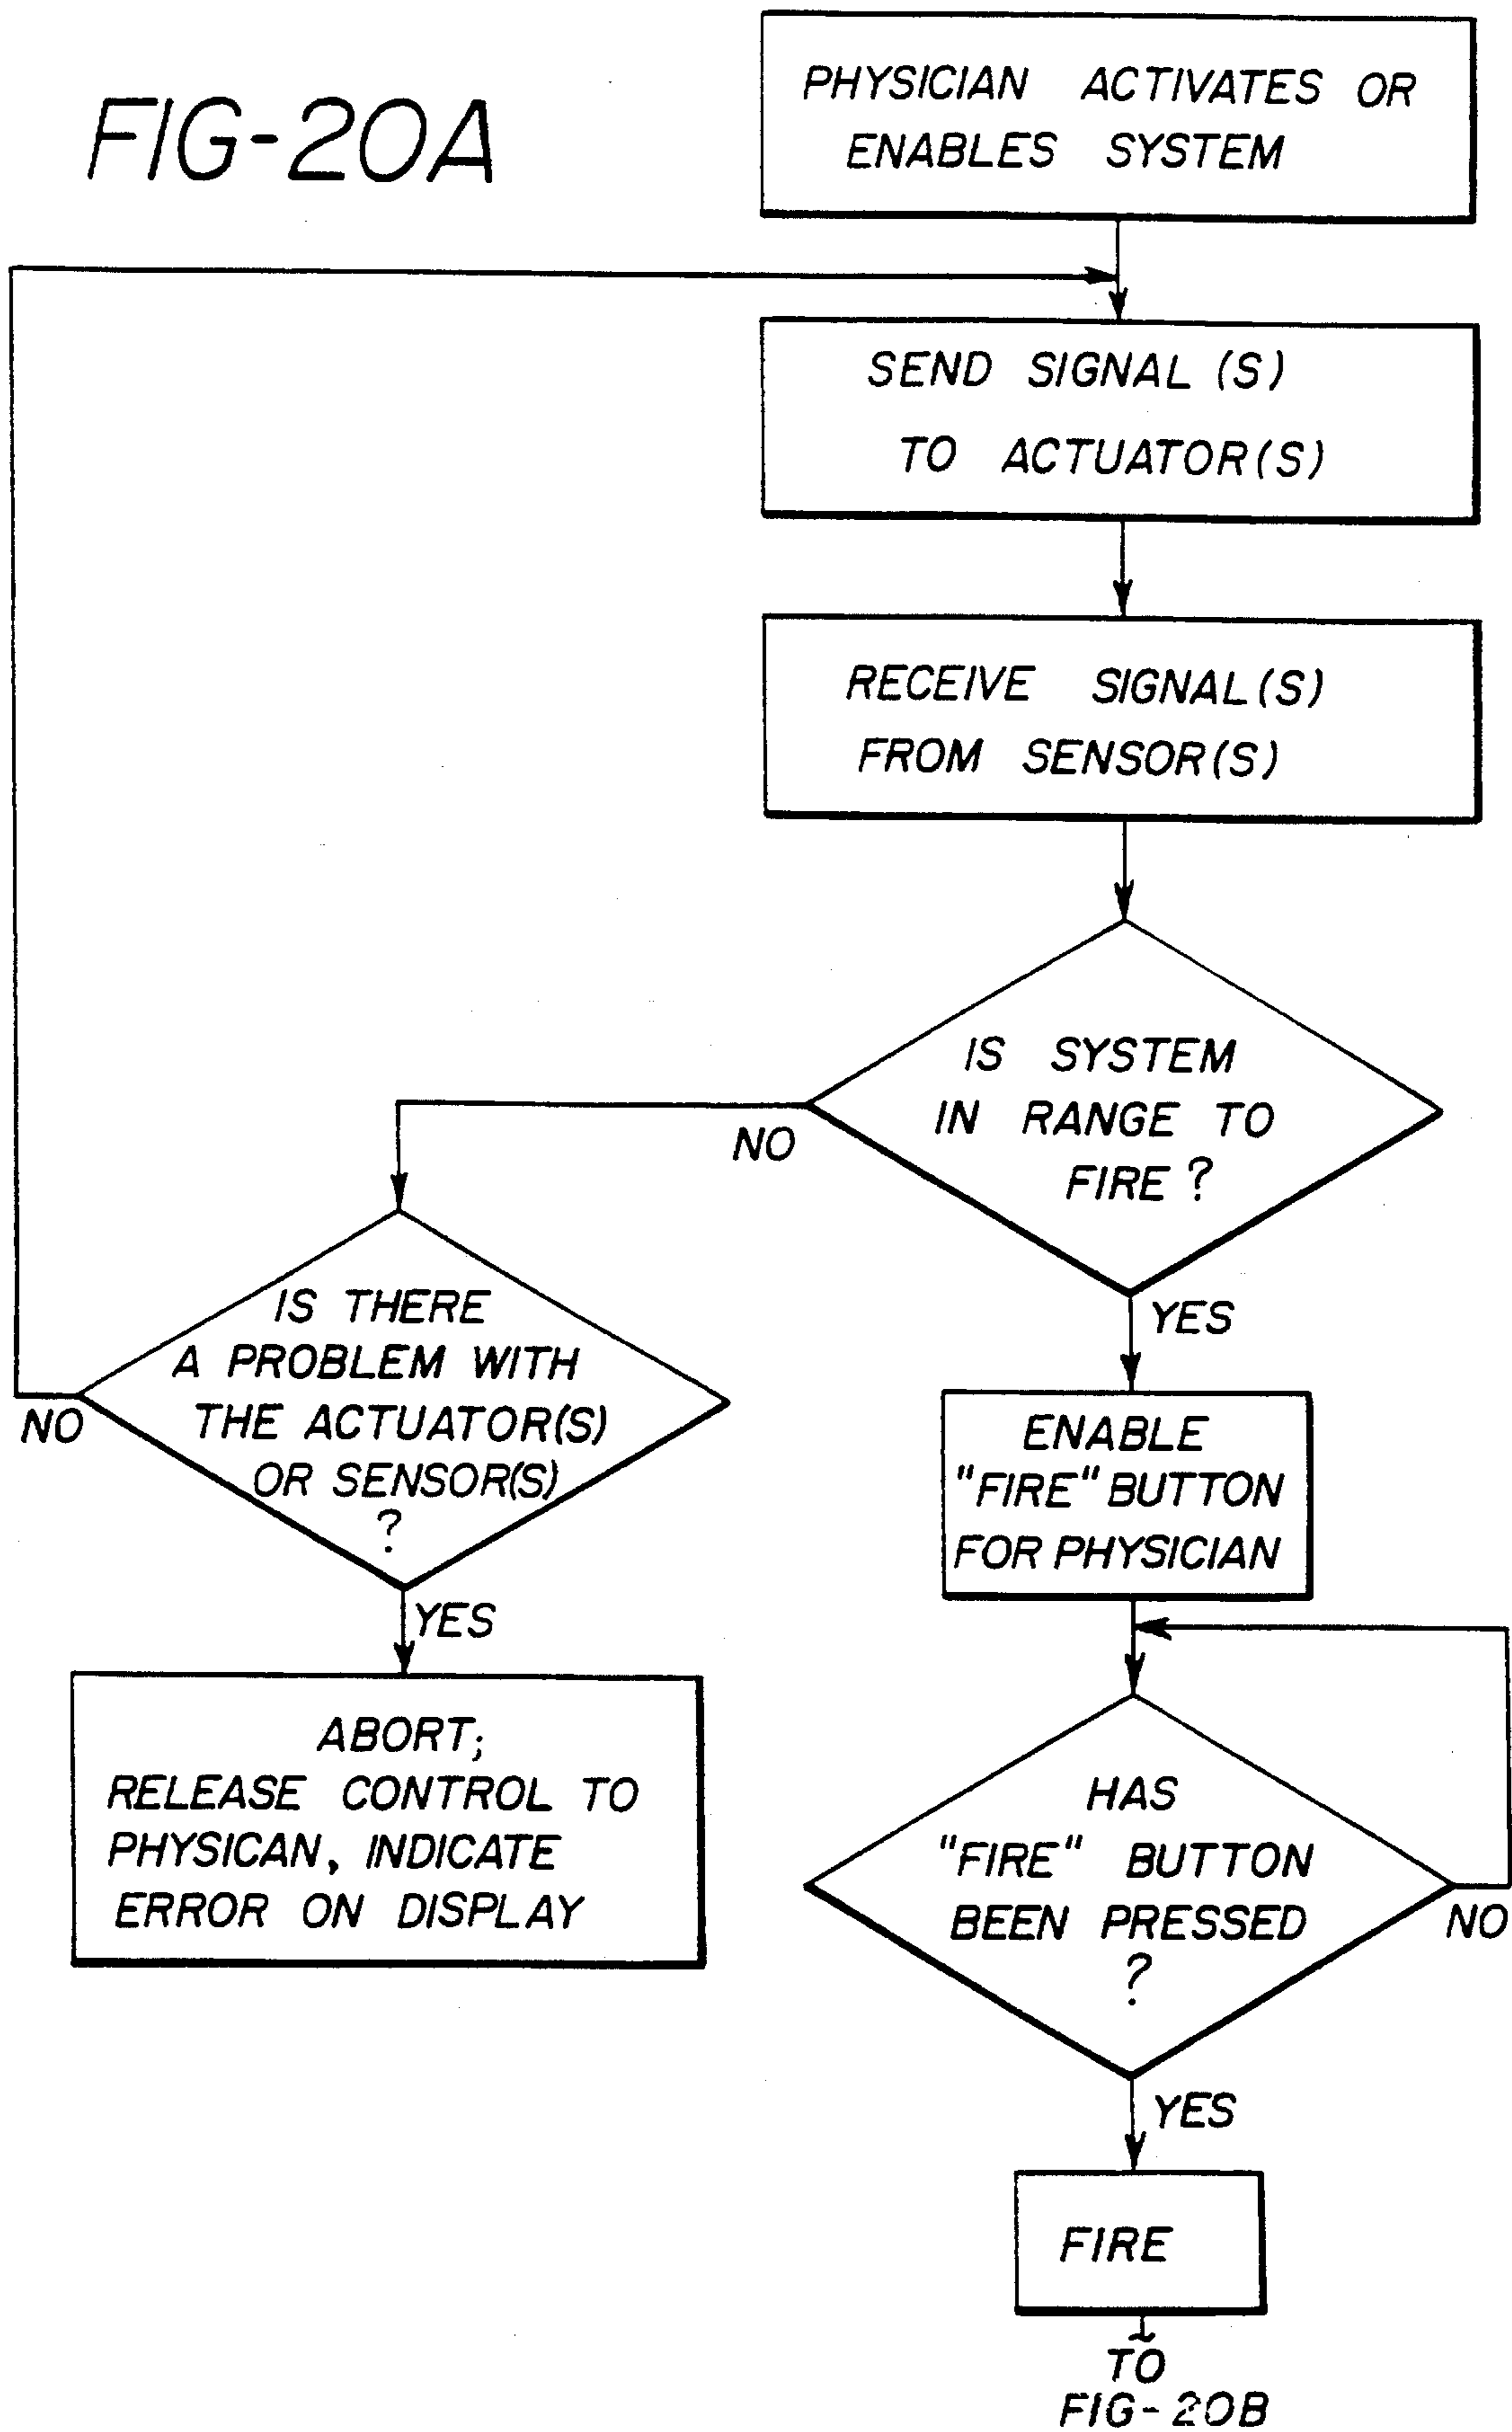 FIG-20A
PHYSICIAN ACTIVATES OR
ENABLES SYSTEM
SEND SIGNAL (S)
TO ACTUATOR(S)
RECEIVE SIGNAL(S)
FROM SENSOR(S)
IS SYSTEM
IN RANGE TO
FIRE ?
NO
YES
IS THERE
A PROBLEM WITH
THE ACTUATOR(S)
OR SENSOR(S)
?
NO
YES
ABORT;
RELEASE CONTROL TO
PHYSICAN, INDICATE
ERROR ON DISPLAY
ENABLE
"FIRE" BUTTON
FOR PHYSICIAN
HAS
"FIRE" BUTTON
BEEN PRESSED
?
NO
YES
FIRE
TO
FIG-20B